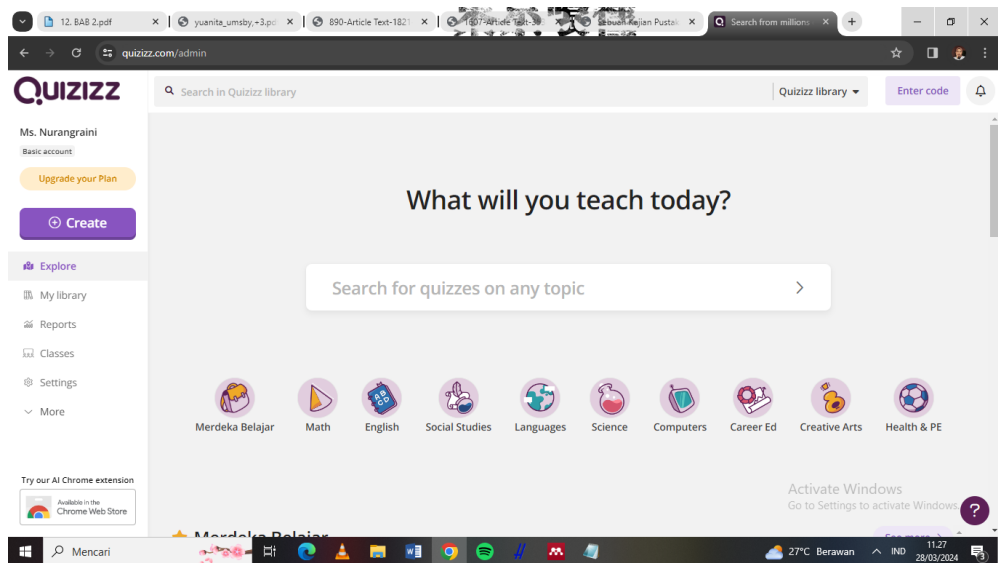 12. BAB 2.pdf
yuanita_umsby,+3.pd
890-Article Text-1821
Search from millions
quizizz.com/admin
QUIZIZZ
Search in Quizizz library
Quizizz library
Enter code
Ms. Nurangraini
Basic account
Upgrade your Plan
Create
Explore
My library
Reports
Classes
Settings
More
What will you teach today?
Search for quizzes on any topic
Merdeka Belajar
Math
English
Social Studies
Languages
Science
Computers
Career Ed
Creative Arts
Health & PE
Try our AI Chrome extension
Available in the
Chrome Web Store
Activate Windows
Go to Settings to activate Windows.
?
Merdeka Belajar
See more
Mencari
27°C Berawan
IND
11.27
28/03/2024
3